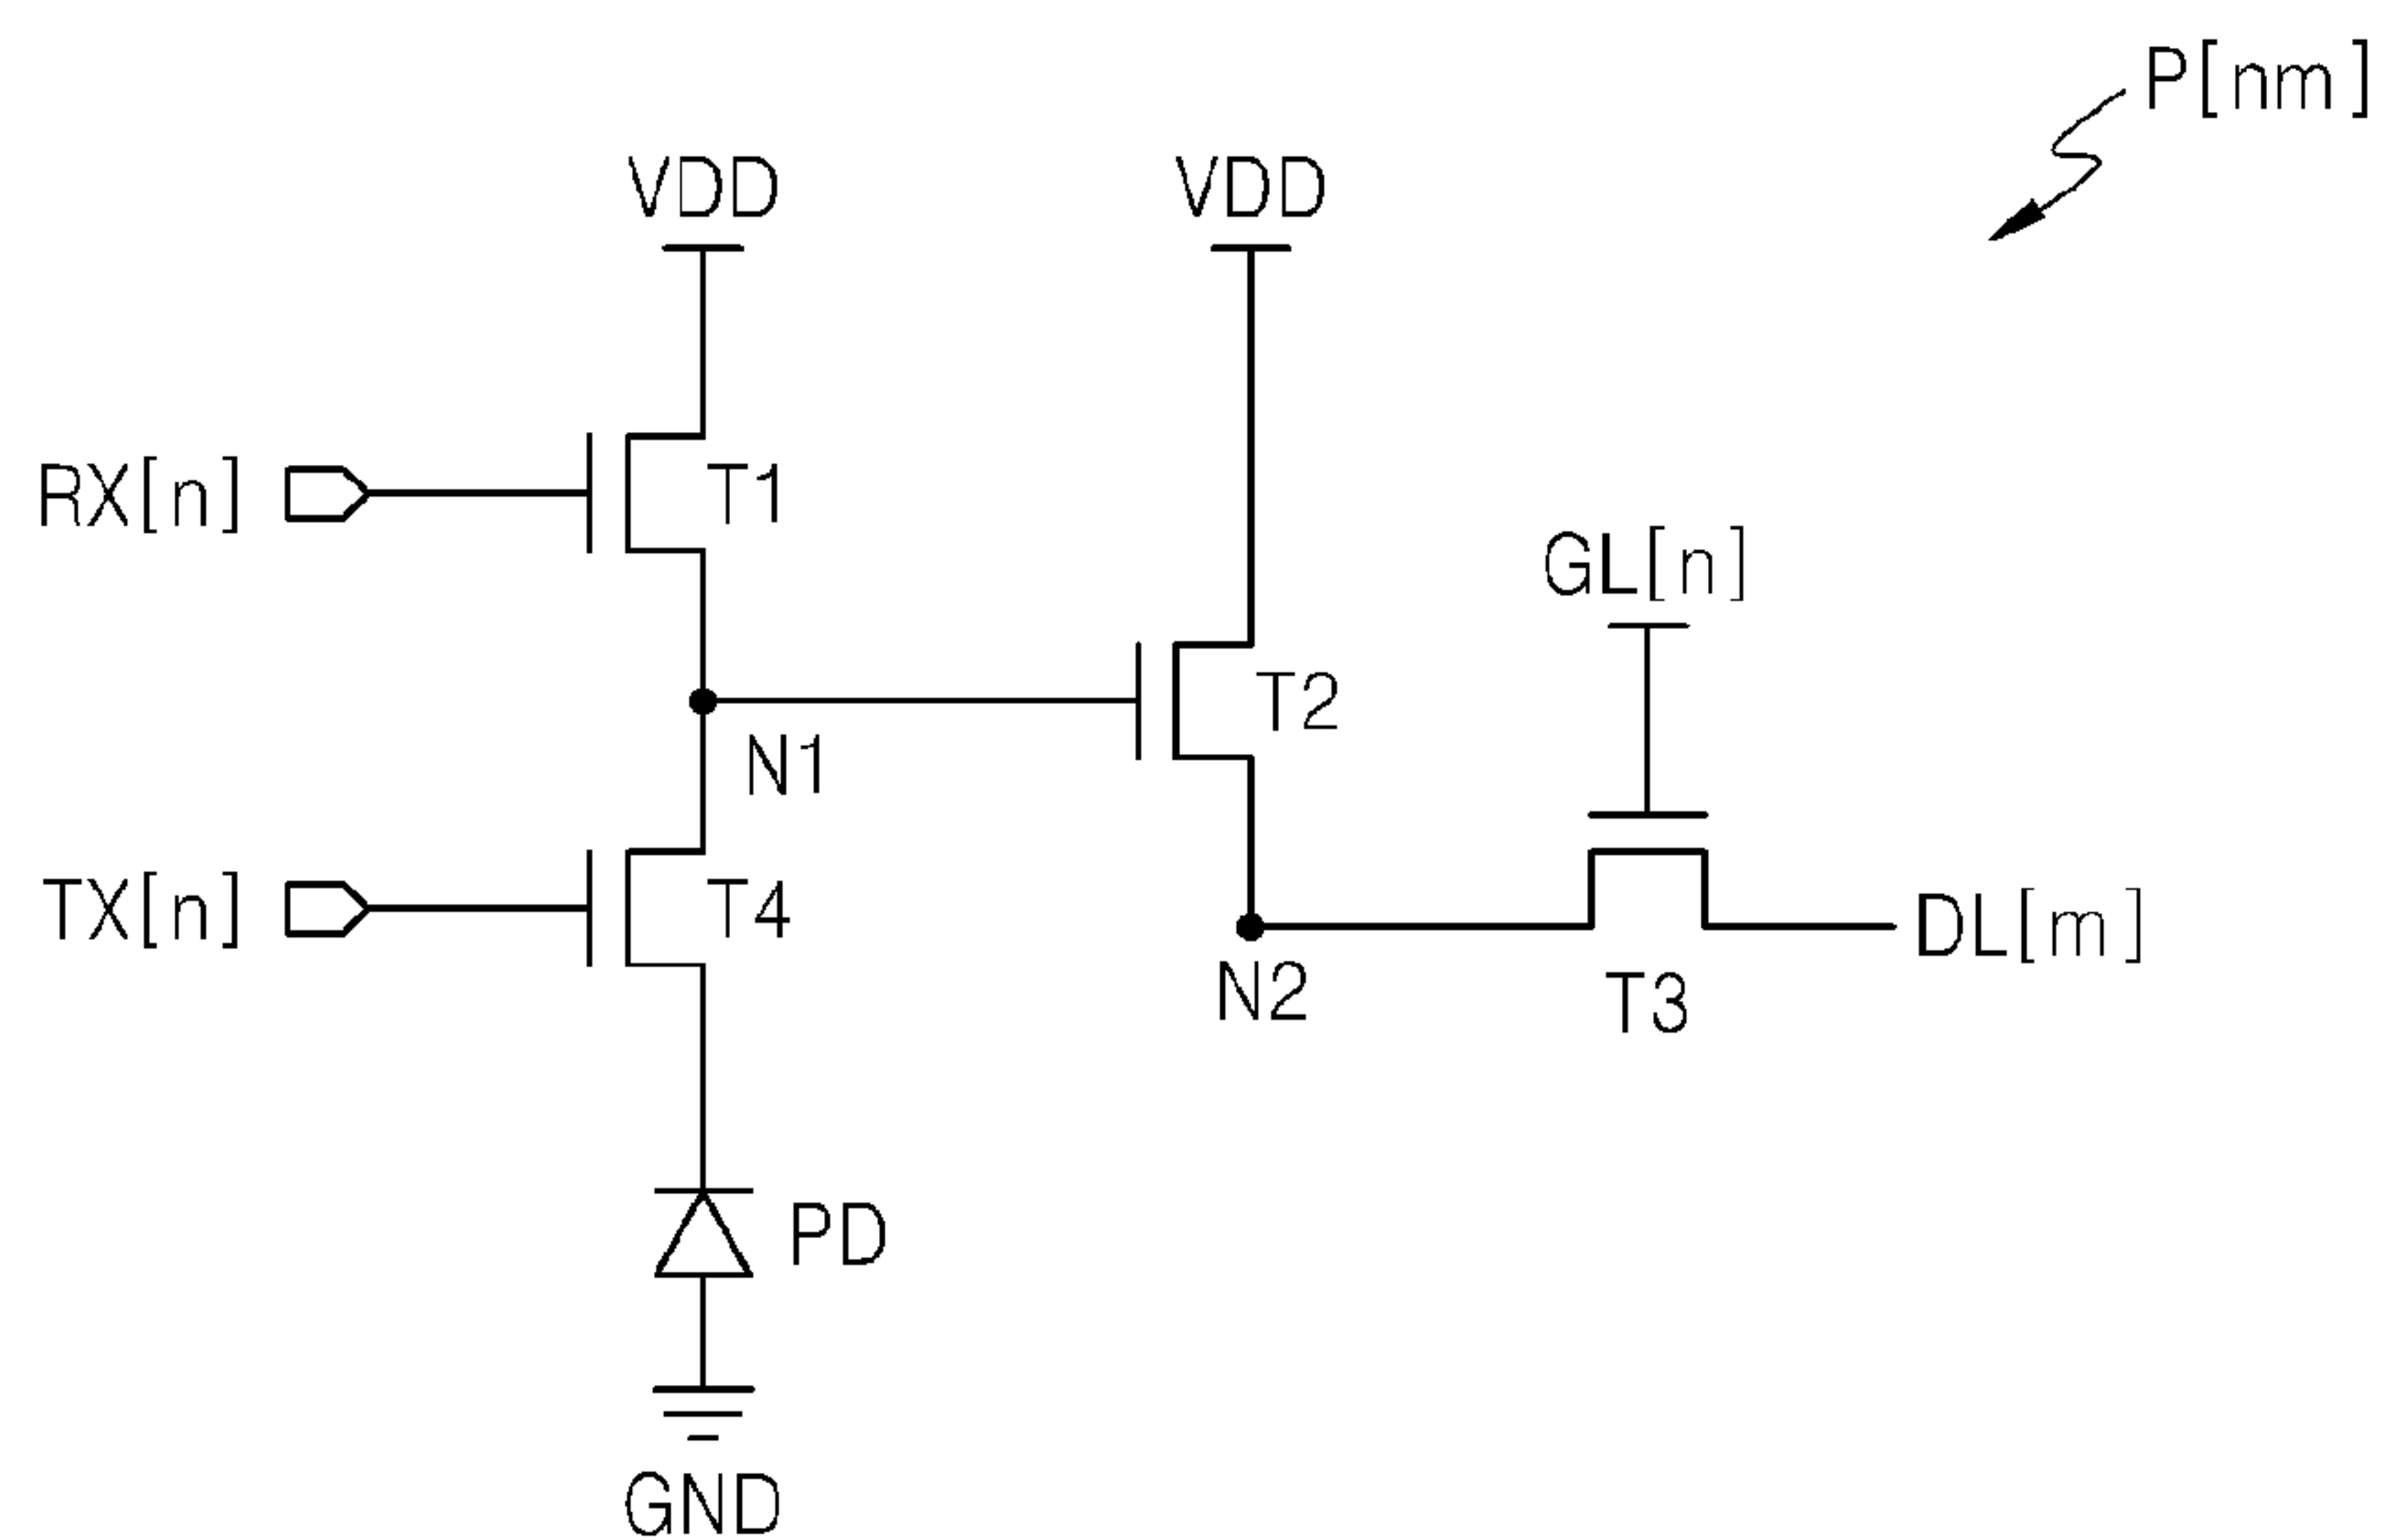 P[nm]
VDD
VDD
RX[n]
T1
GL[n]
T2
N1
TX[n]
T4
DL[m]
N2
T3
PD
GND